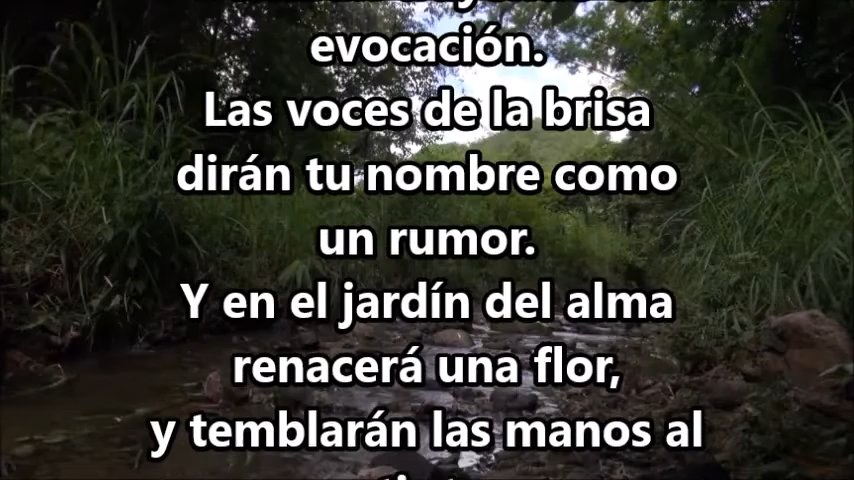 evocación.
Las voces de la brisa
dirán tu nombre como
un rumor.
Y en el jardín del alma
renacerá una flor,
y temblarán las manos al